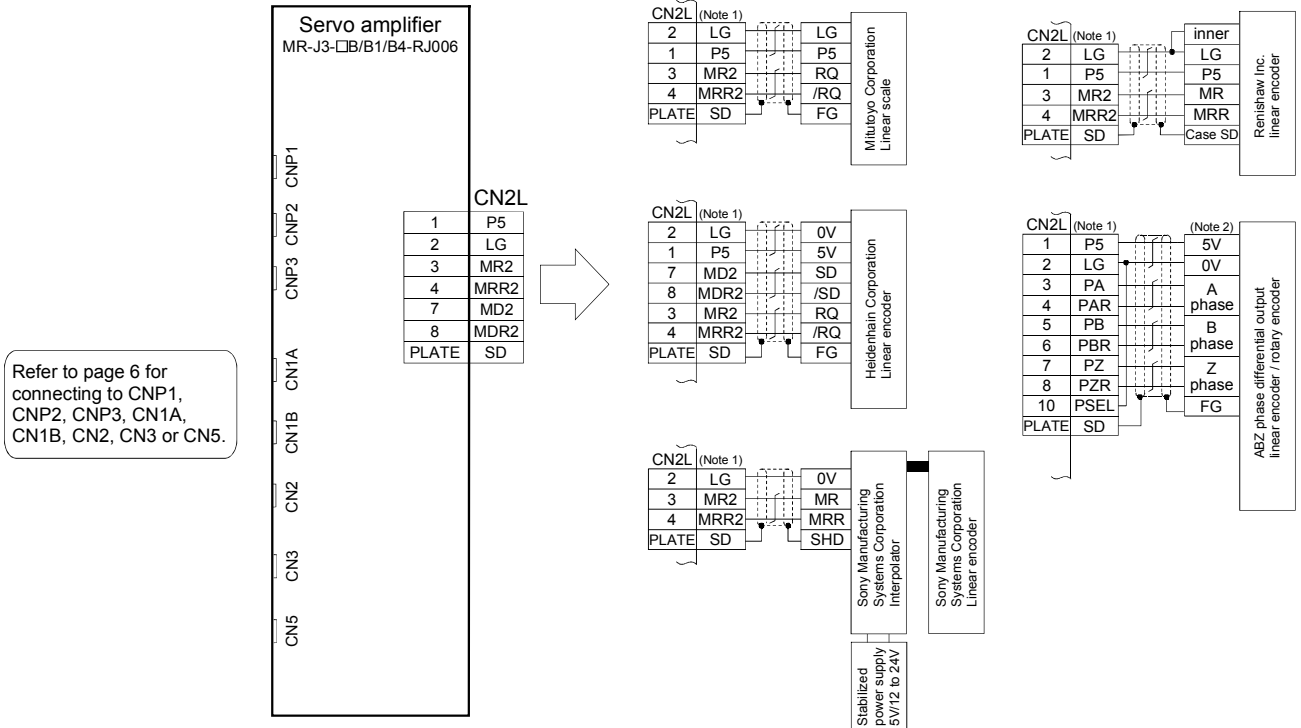 Servo amplifier
MR-J3-□B/B1/B4-RJ006
CNP1
CNP2
CNP3
CN1A
CN1B
CN2
CN3
CN5
CN2L
1 P5
2 LG
3 MR2
4 MRR2
7 MD2
8 MDR2
PLATE SD
Refer to page 6 for
connecting to CNP1,
CNP2, CNP3, CN1A,
CN1B, CN2, CN3 or CN5.
CN2L (Note 1)
2 LG LG
1 P5 P5
3 MR2 RQ
4 MRR2 /RQ
PLATE SD FG
Mitutoyo Corporation
Linear scale
CN2L (Note 1)
2 LG 0V
1 P5 5V
7 MD2 SD
8 MDR2 /SD
3 MR2 RQ
4 MRR2 /RQ
PLATE SD FG
Heidenhain Corporation
Linear encoder
CN2L (Note 1)
2 LG 0V
3 MR2 MR
4 MRR2 MRR
PLATE SD SHD
Sony Manufacturing
Systems Corporation
Interpolator
Sony Manufacturing
Systems Corporation
Linear encoder
Stabilized
power supply
5V/12 to 24V
CN2L (Note 1) inner
2 LG LG
1 P5 P5
3 MR2 MR
4 MRR2 MRR
PLATE SD Case SD
Renishaw Inc.
linear encoder
CN2L (Note 1) (Note 2)
1 P5 5V
2 LG 0V
3 PA A
4 PAR phase
5 PB B
6 PBR phase
7 PZ Z
8 PZR phase
10 PSEL FG
PLATE SD
ABZ phase differential output
linear encoder / rotary encoder